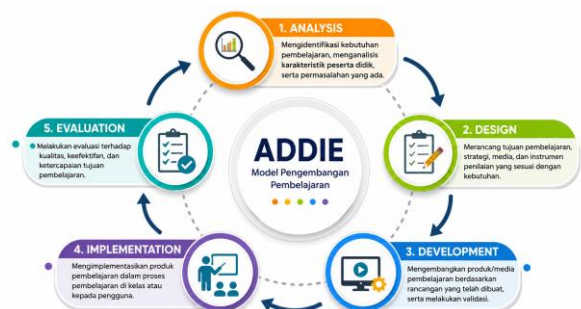 1. ANALYSIS
Mengidentifikasi kebutuhan
pembelajaran, menganalisis
karakteristik peserta didik,
serta permasalahan yang ada.
2. DESIGN
Merancang tujuan pembelajaran,
strategi, media, dan instrumen
penilaian yang sesuai dengan
kebutuhan.
3. DEVELOPMENT
Mengembangkan produk/media
pembelajaran berdasarkan
rancangan yang telah dibuat,
serta melakukan validasi.
4. IMPLEMENTATION
Mengimplementasikan produk
pembelajaran dalam proses
pembelajaran di kelas atau
kepada pengguna.
5. EVALUATION
Melakukan evaluasi terhadap
kualitas, keefektifan, dan
ketercapaian tujuan
pembelajaran.
ADDIE
Model Pengembangan
Pembelajaran